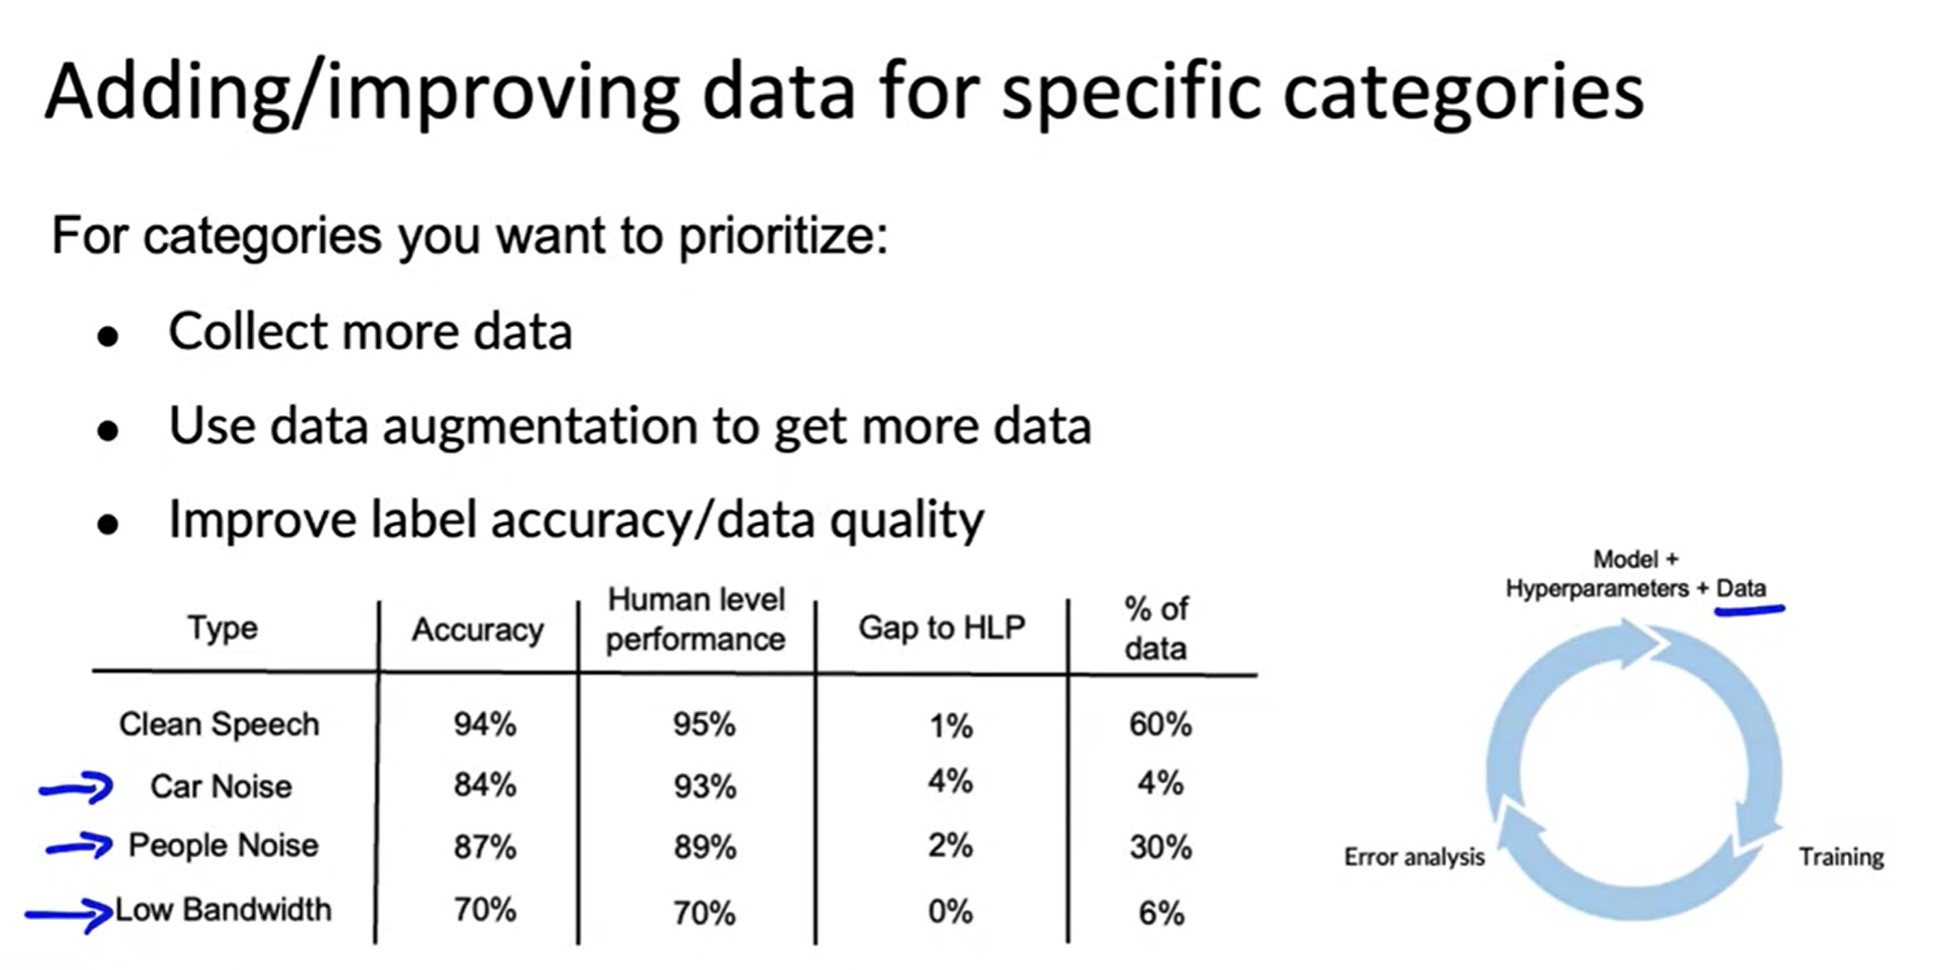 Adding/improving data for specific categories
For categories you want to prioritize:
• Collect more data
• Use data augmentation to get more data
• Improve label accuracy/data quality
Type Accuracy Human level performance Gap to HLP % of data
Clean Speech 94% 95% 1% 60%
Car Noise 84% 93% 4% 4%
People Noise 87% 89% 2% 30%
Low Bandwidth 70% 70% 0% 6%
Model +
Hyperparameters + Data
Error analysis
Training